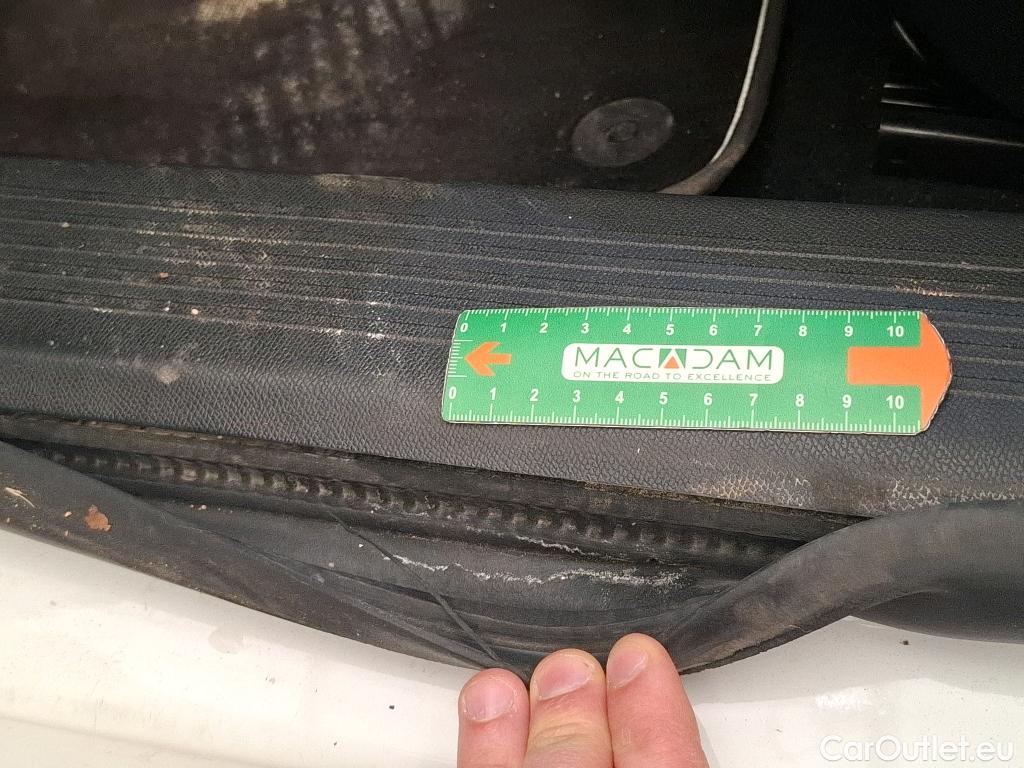 0 1 2 3 4 5 6 7 8 9 10
MACADAM
ON THE ROAD TO EXCELLENCE
0 1 2 3 4 5 6 7 8 9 10
CarOutlet.eu